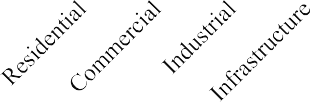 Residential
Commercial
Industrial
Infrastructure